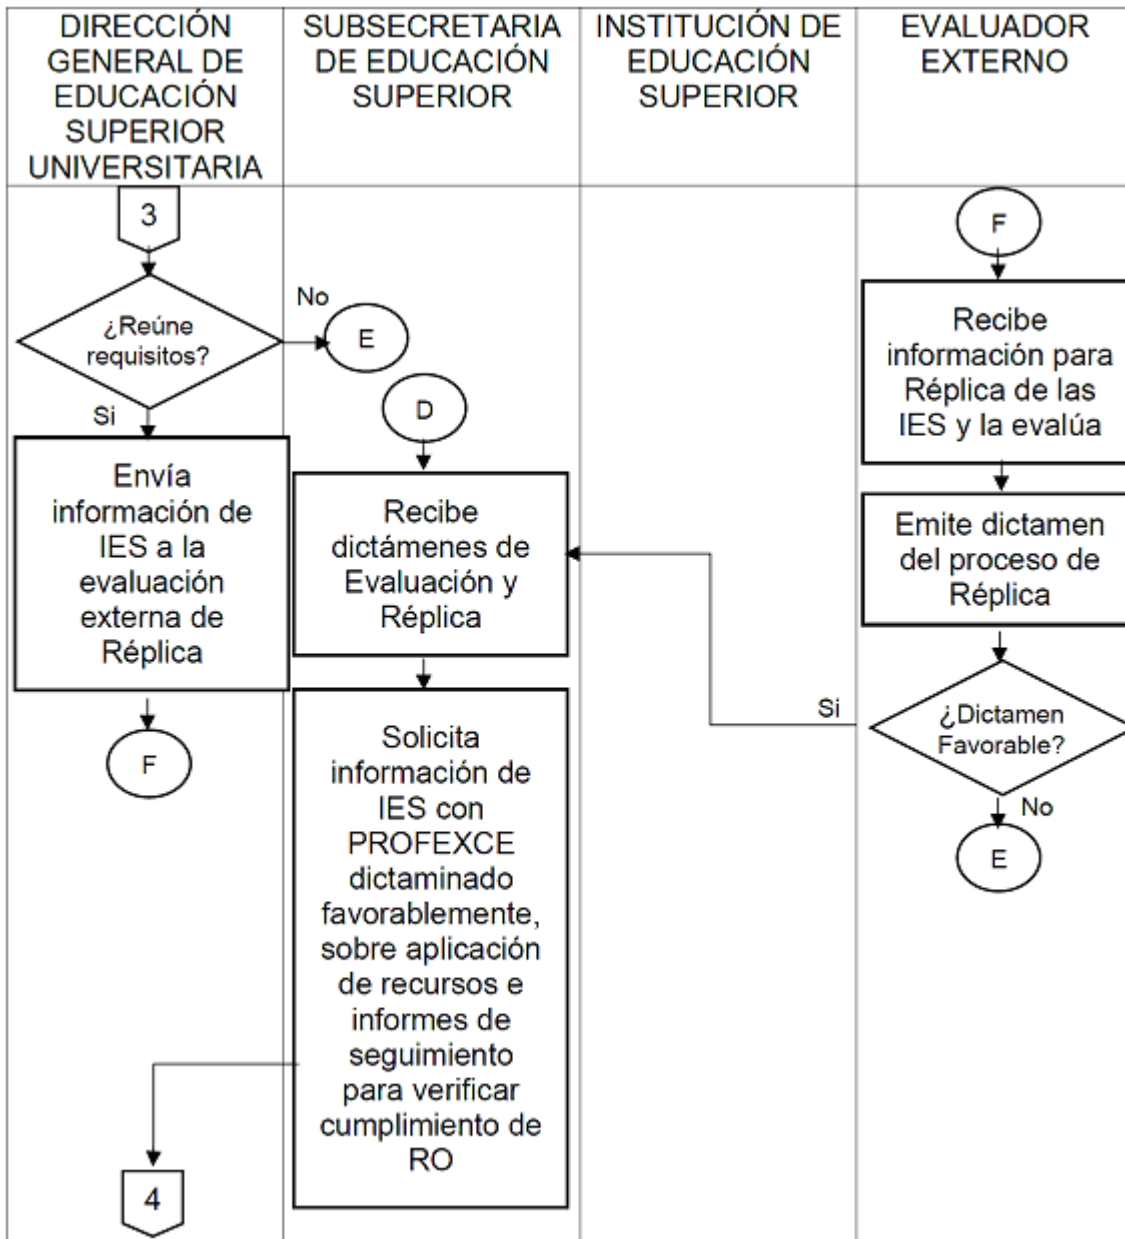 DIRECCIÓN
GENERAL DE
EDUCACIÓN
SUPERIOR
UNIVERSITARIA
SUBSECRETARIA
DE EDUCACIÓN
SUPERIOR
INSTITUCIÓN DE
EDUCACIÓN
SUPERIOR
EVALUADOR
EXTERNO
3
¿Reúne
requisitos?
No
E
Si
Envía
información de
IES a la
evaluación
externa de
Réplica
F
D
Recibe
dictámenes de
Evaluación y
Réplica
Solicita
información de
IES con
PROFEXCE
dictaminado
favorablemente,
sobre aplicación
de recursos e
informes de
seguimiento
para verificar
cumplimiento de
RO
4
F
Recibe
información para
Réplica de las
IES y la evalúa
Emite dictamen
del proceso de
Réplica
Si
¿Dictamen
Favorable?
No
E